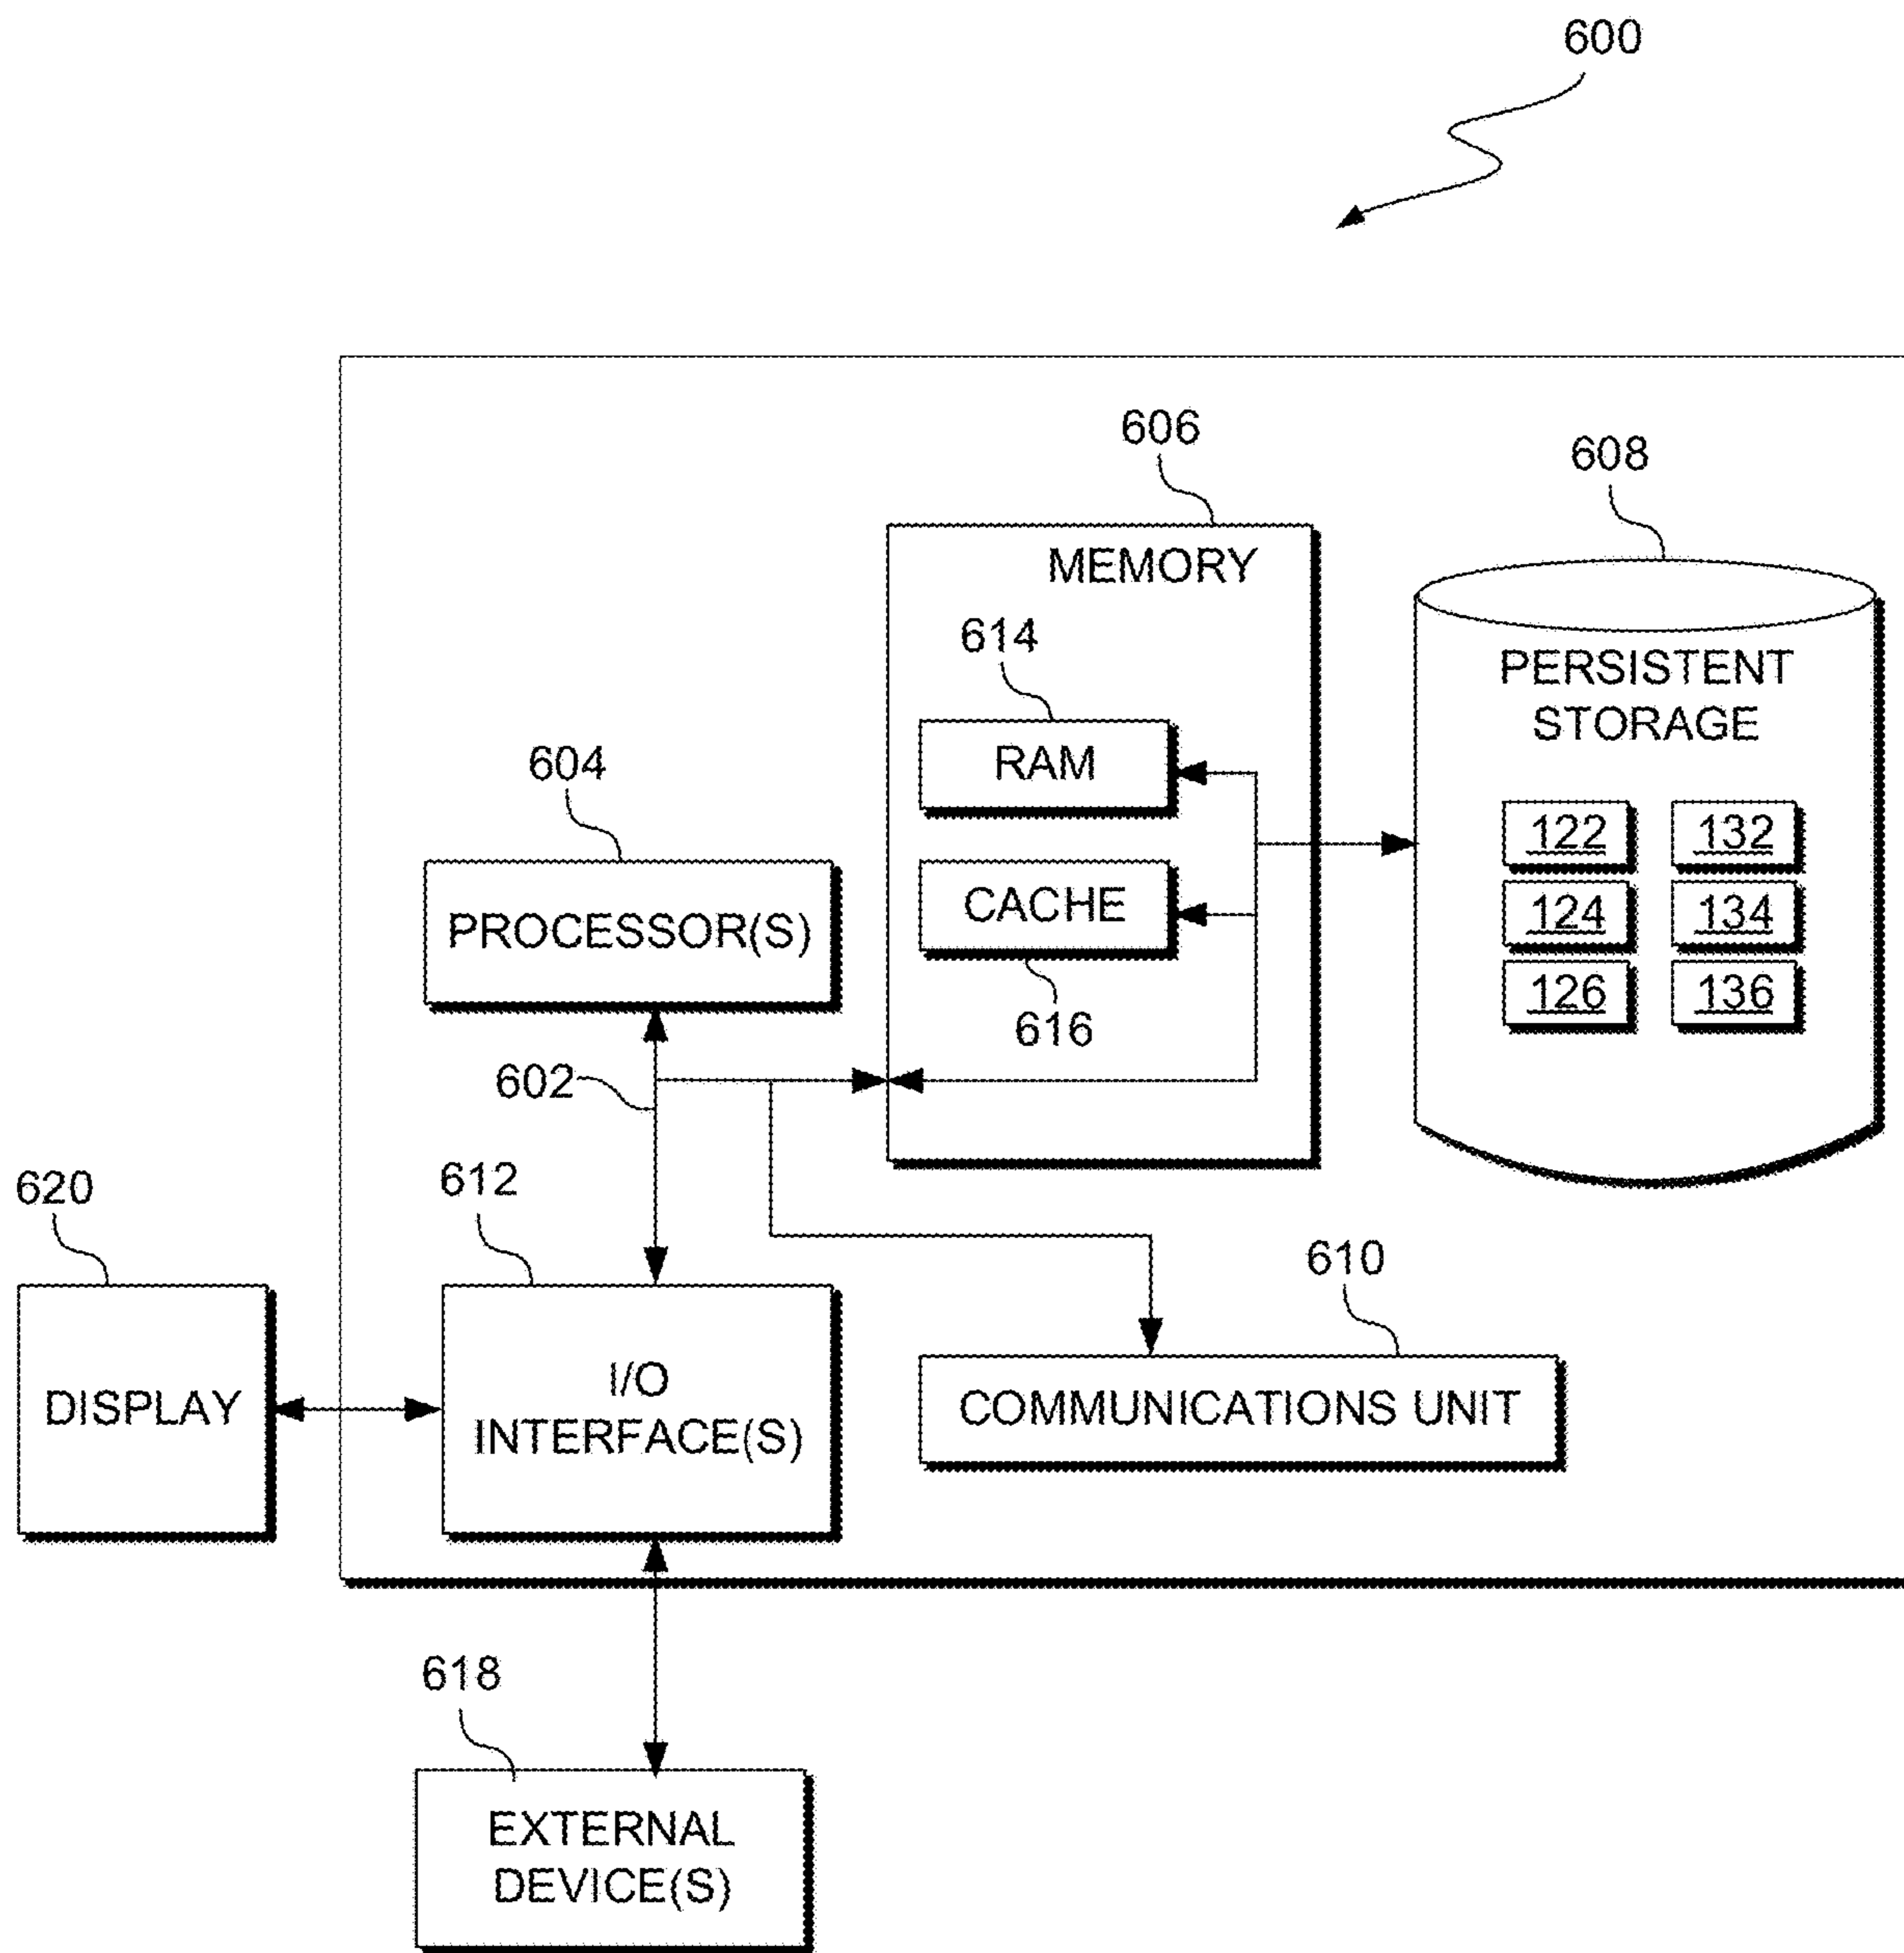 600
606
608
MEMORY
614
PERSISTENT
STORAGE
RAM
604
122
132
CACHE
124
134
PROCESSOR(S)
126
136
616
602
620
612
610
I/O
INTERFACE(S)
DISPLAY
COMMUNICATIONS UNIT
618
EXTERNAL
DEVICE(S)